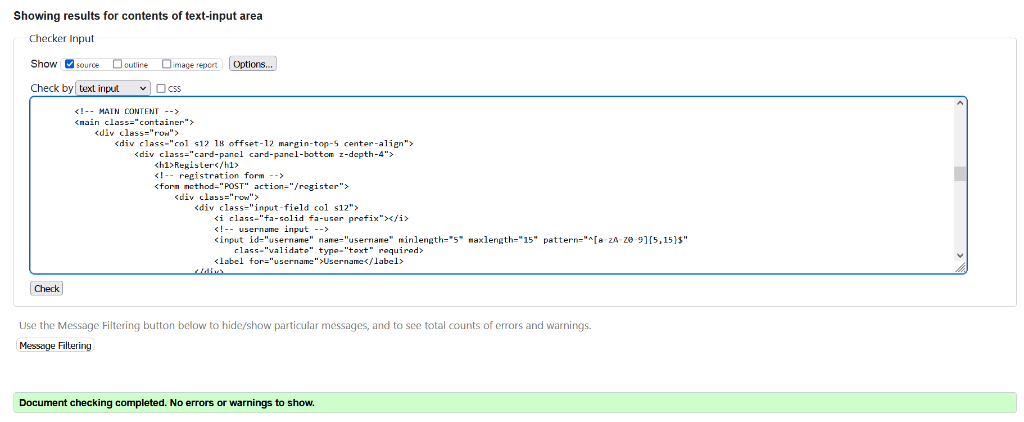 Showing results for contents of text-input area
Checker Input
Show source outline image report Options...
Check by text input css
<!-- MAIN CONTENT -->
<main class="container">
<div class="row">
<div class="col s12 l8 offset-l2 margin-top-5 center-align">
<div class="card-panel card-panel-bottom z-depth-4">
<h1>Register</h1>
<!-- registration form -->
<form method="POST" action="/register">
<div class="row">
<div class="input-field col s12">
<i class="fa-solid fa-user prefix"></i>
<!-- username input -->
<input id="username" name="username" minlength="5" maxlength="15" pattern="^[a-zA-Z0-9]{5,15}$"
class="validate" type="text" required>
<label for="username">Username</label>
</div>
Check
Use the Message Filtering button below to hide/show particular messages, and to see total counts of errors and warnings.
Message Filtering
Document checking completed. No errors or warnings to show.